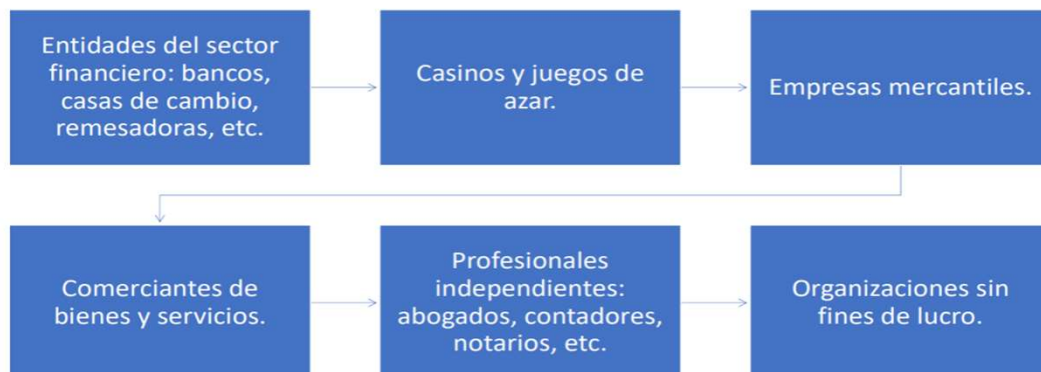 Entidades del sector
financiero: bancos,
casas de cambio,
remesadoras, etc.
Casinos y juegos de
azar.
Empresas mercantiles.
Comerciantes de
bienes y servicios.
Profesionales
independientes:
abogados, contadores,
notarios, etc.
Organizaciones sin
fines de lucro.